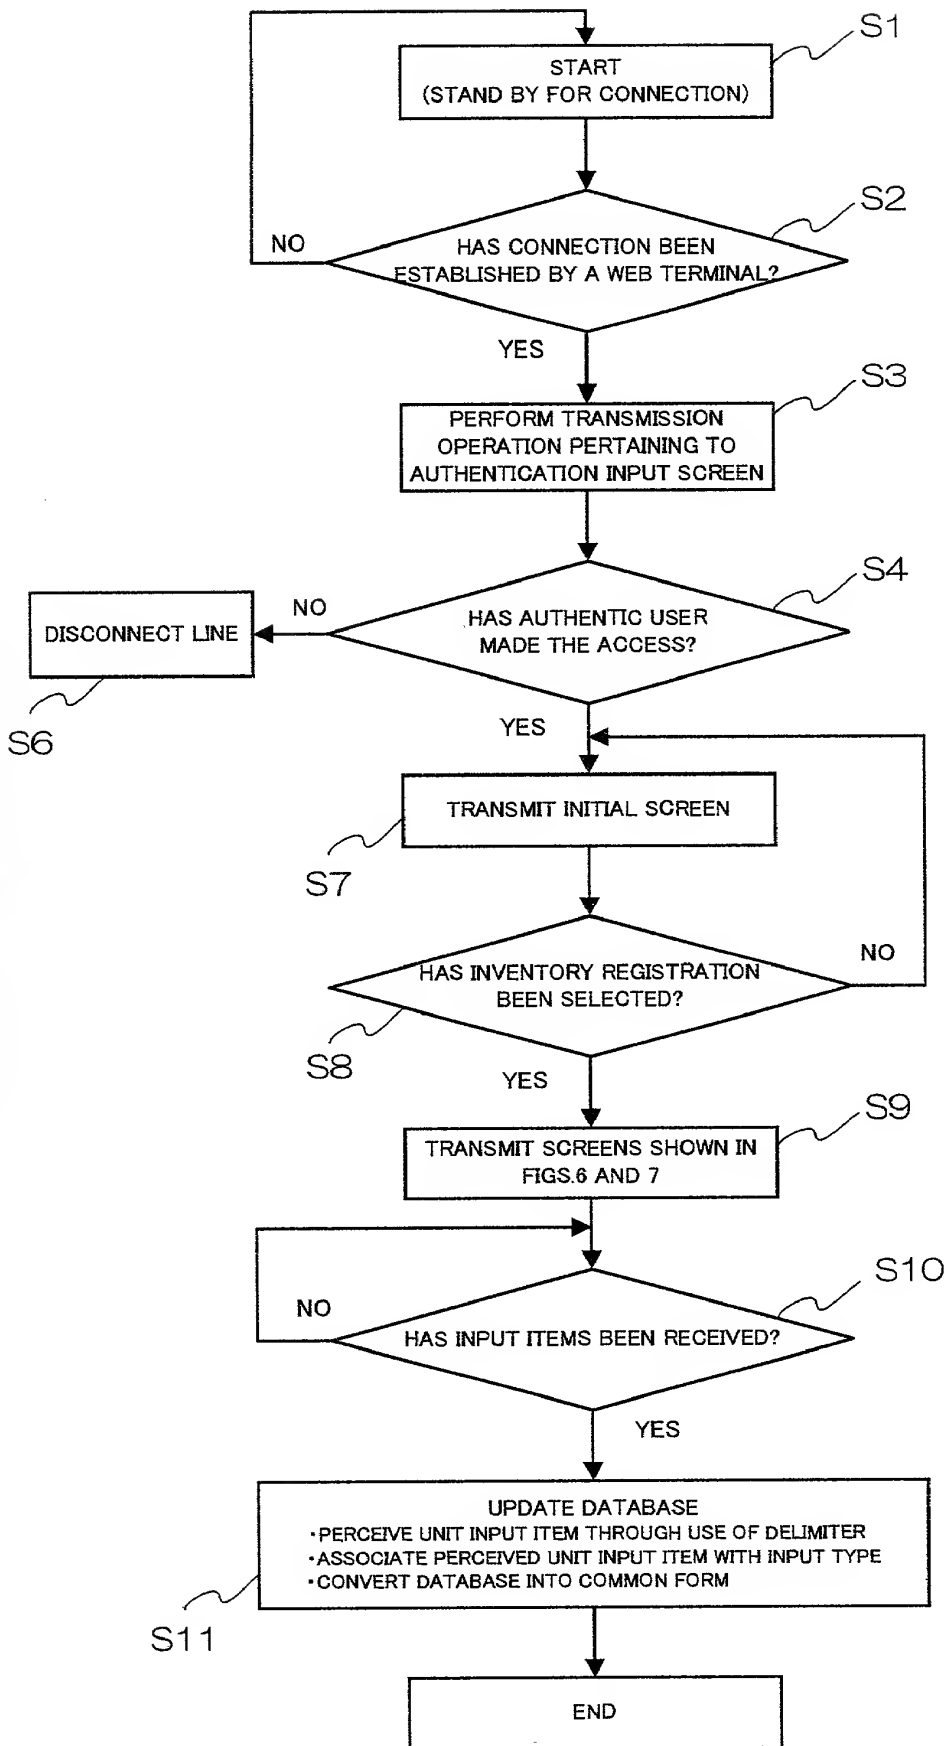 S1
START
(STAND BY FOR CONNECTION)
S2
NO
HAS CONNECTION BEEN
ESTABLISHED BY A WEB TERMINAL?
YES
S3
PERFORM TRANSMISSION
OPERATION PERTAINING TO
AUTHENTICATION INPUT SCREEN
S4
NO
HAS AUTHENTIC USER
MADE THE ACCESS?
DISCONNECT LINE
S6
YES
TRANSMIT INITIAL SCREEN
S7
NO
HAS INVENTORY REGISTRATION
BEEN SELECTED?
S8
YES
S9
TRANSMIT SCREENS SHOWN IN
FIGS.6 AND 7
S10
NO
HAS INPUT ITEMS BEEN RECEIVED?
YES
UPDATE DATABASE
・PERCEIVE UNIT INPUT ITEM THROUGH USE OF DELIMITER
・ASSOCIATE PERCEIVED UNIT INPUT ITEM WITH INPUT TYPE
・CONVERT DATABASE INTO COMMON FORM
S11
END